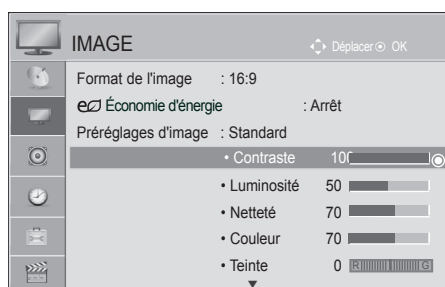 IMAGE Déplacer OK
Format de l'image : 16:9
Économie d'énergie : Arrêt
Préréglages d'image : Standard
• Contraste 100
• Luminosité 50
• Netteté 70
• Couleur 70
• Teinte 0 R G